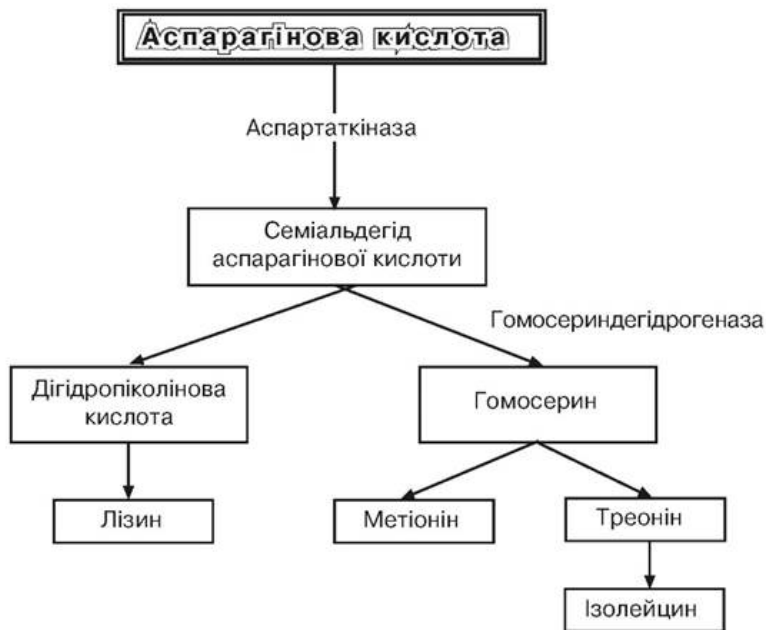 Аспарагінова кислота
Аспартаткіназа
Семіальдегід
аспарагінової кислоти
Гомосериндегідрогеназа
Дігідропіколінова
кислота
Гомосерин
Лізин
Метіонін
Треонін
Ізолейцин